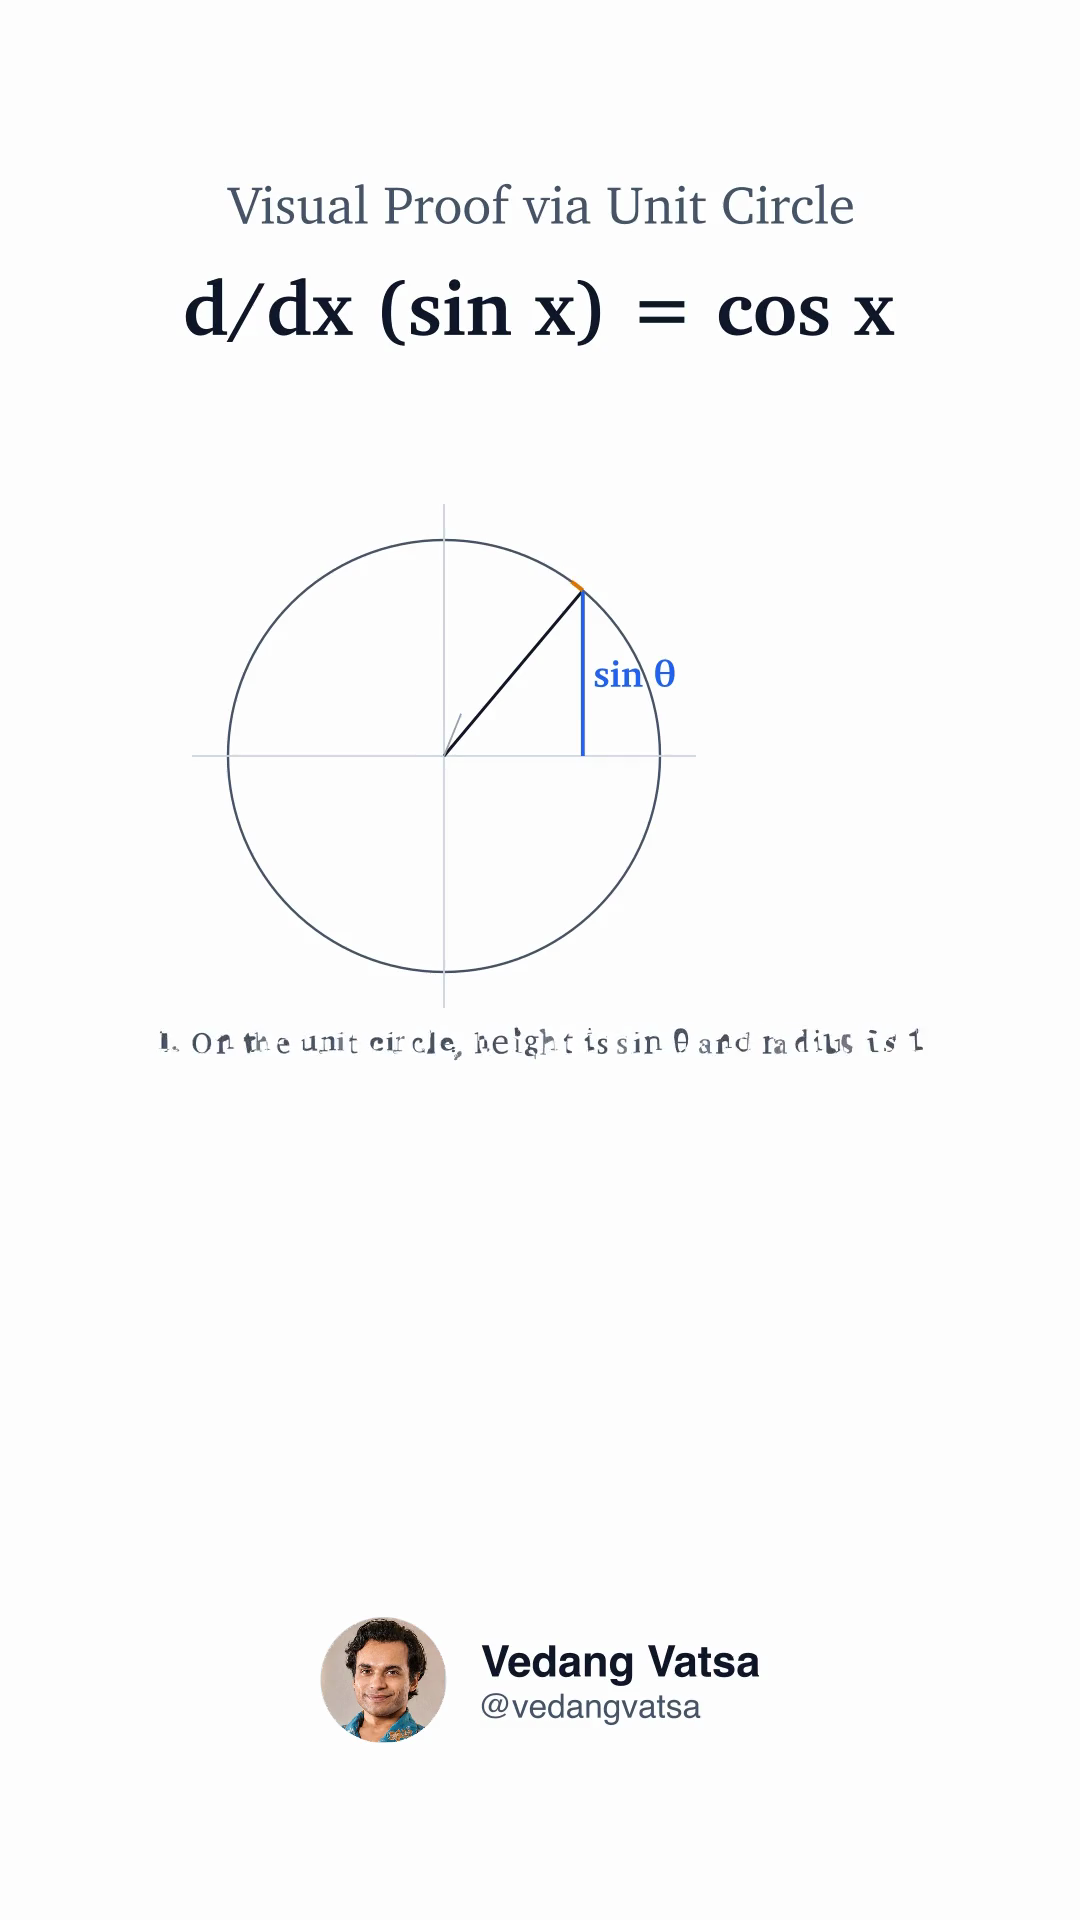 Visual Proof via Unit Circle
d/dx (sin x) = cos x
sin θ
1. On the unit circle, height is sin θ and radius is 1
Vedang Vatsa
@vedangvatsa